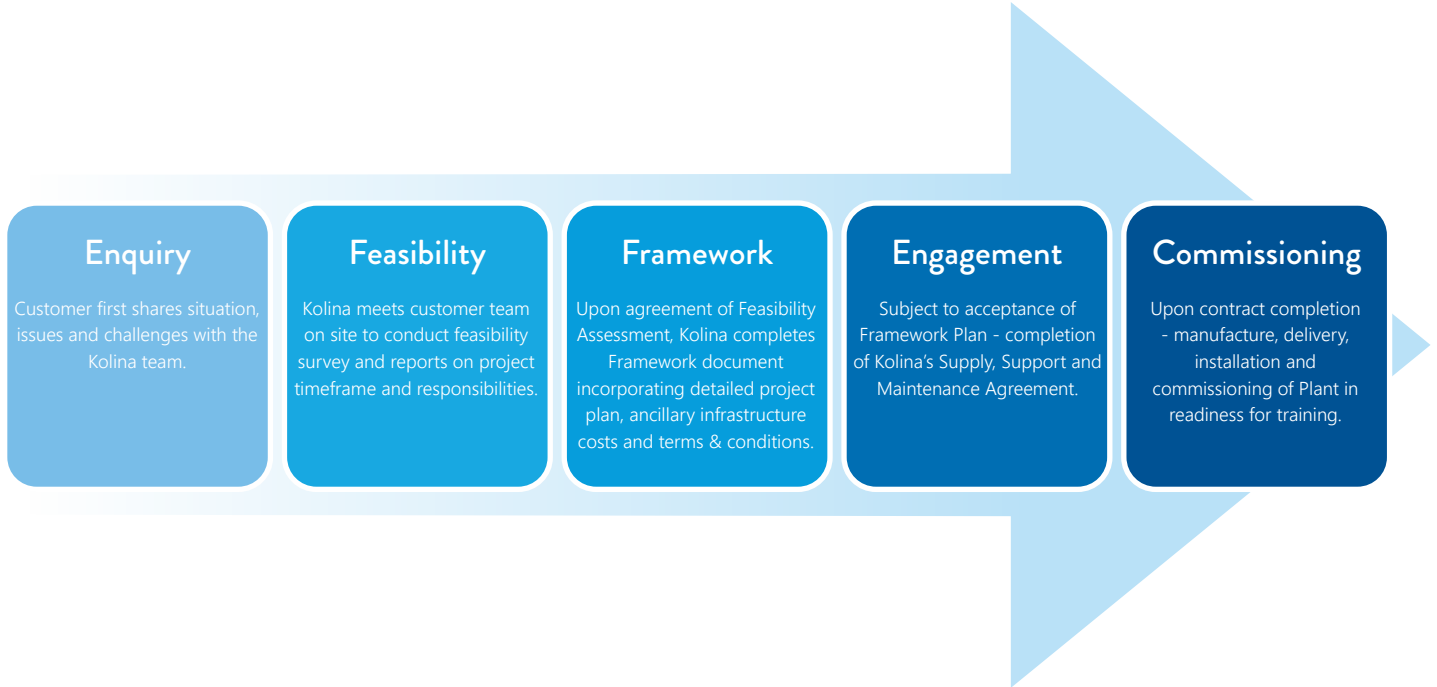 Enquiry
Customer first shares situation,
issues and challenges with the
Kolina team.
Feasibility
Kolina meets customer team
on site to conduct feasibility
survey and reports on project
timeframe and responsibilities.
Framework
Upon agreement of Feasibility
Assessment, Kolina completes
Framework document
incorporating detailed project
plan, ancillary infrastructure
costs and terms & conditions.
Engagement
Subject to acceptance of
Framework Plan - completion
of Kolina’s Supply, Support and
Maintenance Agreement.
Commissioning
Upon contract completion
- manufacture, delivery,
installation and
commissioning of Plant in
readiness for training.